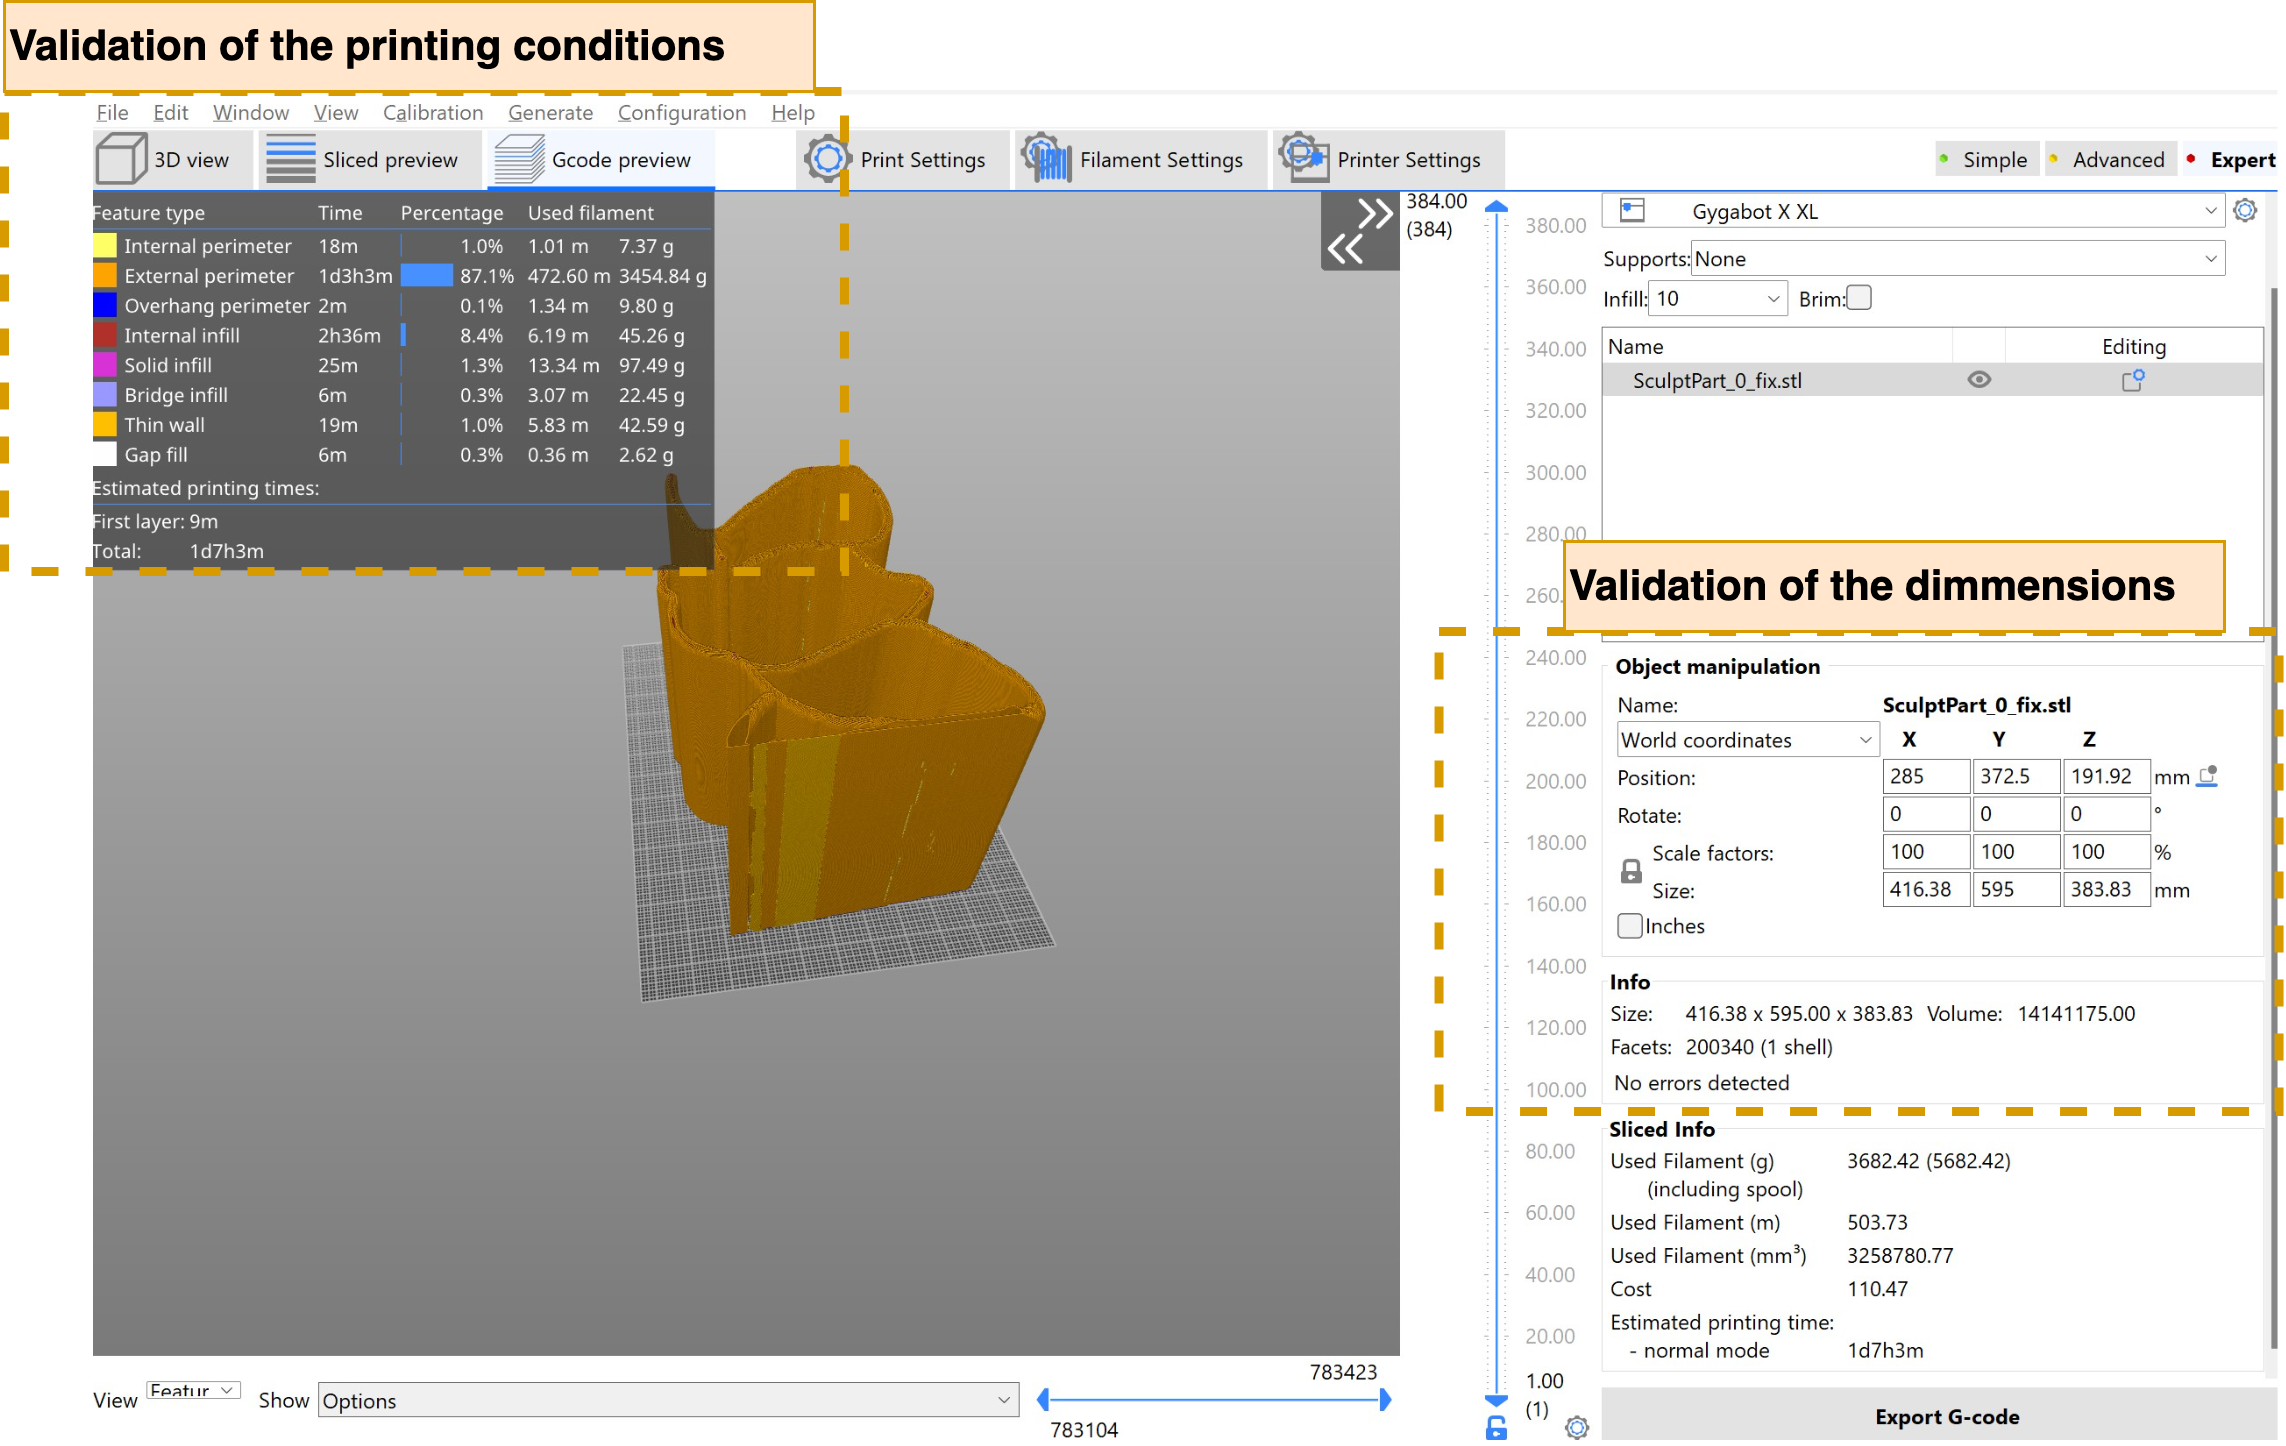 Validation of the printing conditions
File Edit Window View Calibration Generate Configuration Help
3D view Sliced preview Gcode preview Print Settings Filament Settings Printer Settings Simple Advanced Expert
Feature type Time Percentage Used filament
Internal perimeter 18m 1.0% 1.01 m 7.37 g
External perimeter 1d3h3m 87.1% 472.60 m 3454.84 g
Overhang perimeter 2m 0.1% 1.34 m 9.80 g
Internal infill 2h36m 8.4% 6.19 m 45.26 g
Solid infill 25m 1.3% 13.34 m 97.49 g
Bridge infill 6m 0.3% 3.07 m 22.45 g
Thin wall 19m 1.0% 5.83 m 42.59 g
Gap fill 6m 0.3% 0.36 m 2.62 g
Estimated printing times:
First layer: 9m
Total: 1d7h3m
384.00
(384)
380.00
360.00
340.00
320.00
300.00
280.00
260.
240.00
220.00
200.00
180.00
160.00
140.00
120.00
100.00
80.00
60.00
40.00
20.00
1.00
(1)
Gygabot X XL
Supports: None
Infill: 10 Brim:
Name Editing
SculptPart_0_fix.stl
Validation of the dimmensions
Object manipulation
Name: SculptPart_0_fix.stl
World coordinates X Y Z
Position: 285 372.5 191.92 mm
Rotate: 0 0 0 °
Scale factors: 100 100 100 %
Size: 416.38 595 383.83 mm
Inches
Info
Size: 416.38 x 595.00 x 383.83 Volume: 14141175.00
Facets: 200340 (1 shell)
No errors detected
Sliced Info
Used Filament (g) 3682.42 (5682.42)
(including spool)
Used Filament (m) 503.73
Used Filament (mm³) 3258780.77
Cost 110.47
Estimated printing time:
- normal mode 1d7h3m
Export G-code
783423
View Featur Show Options
783104